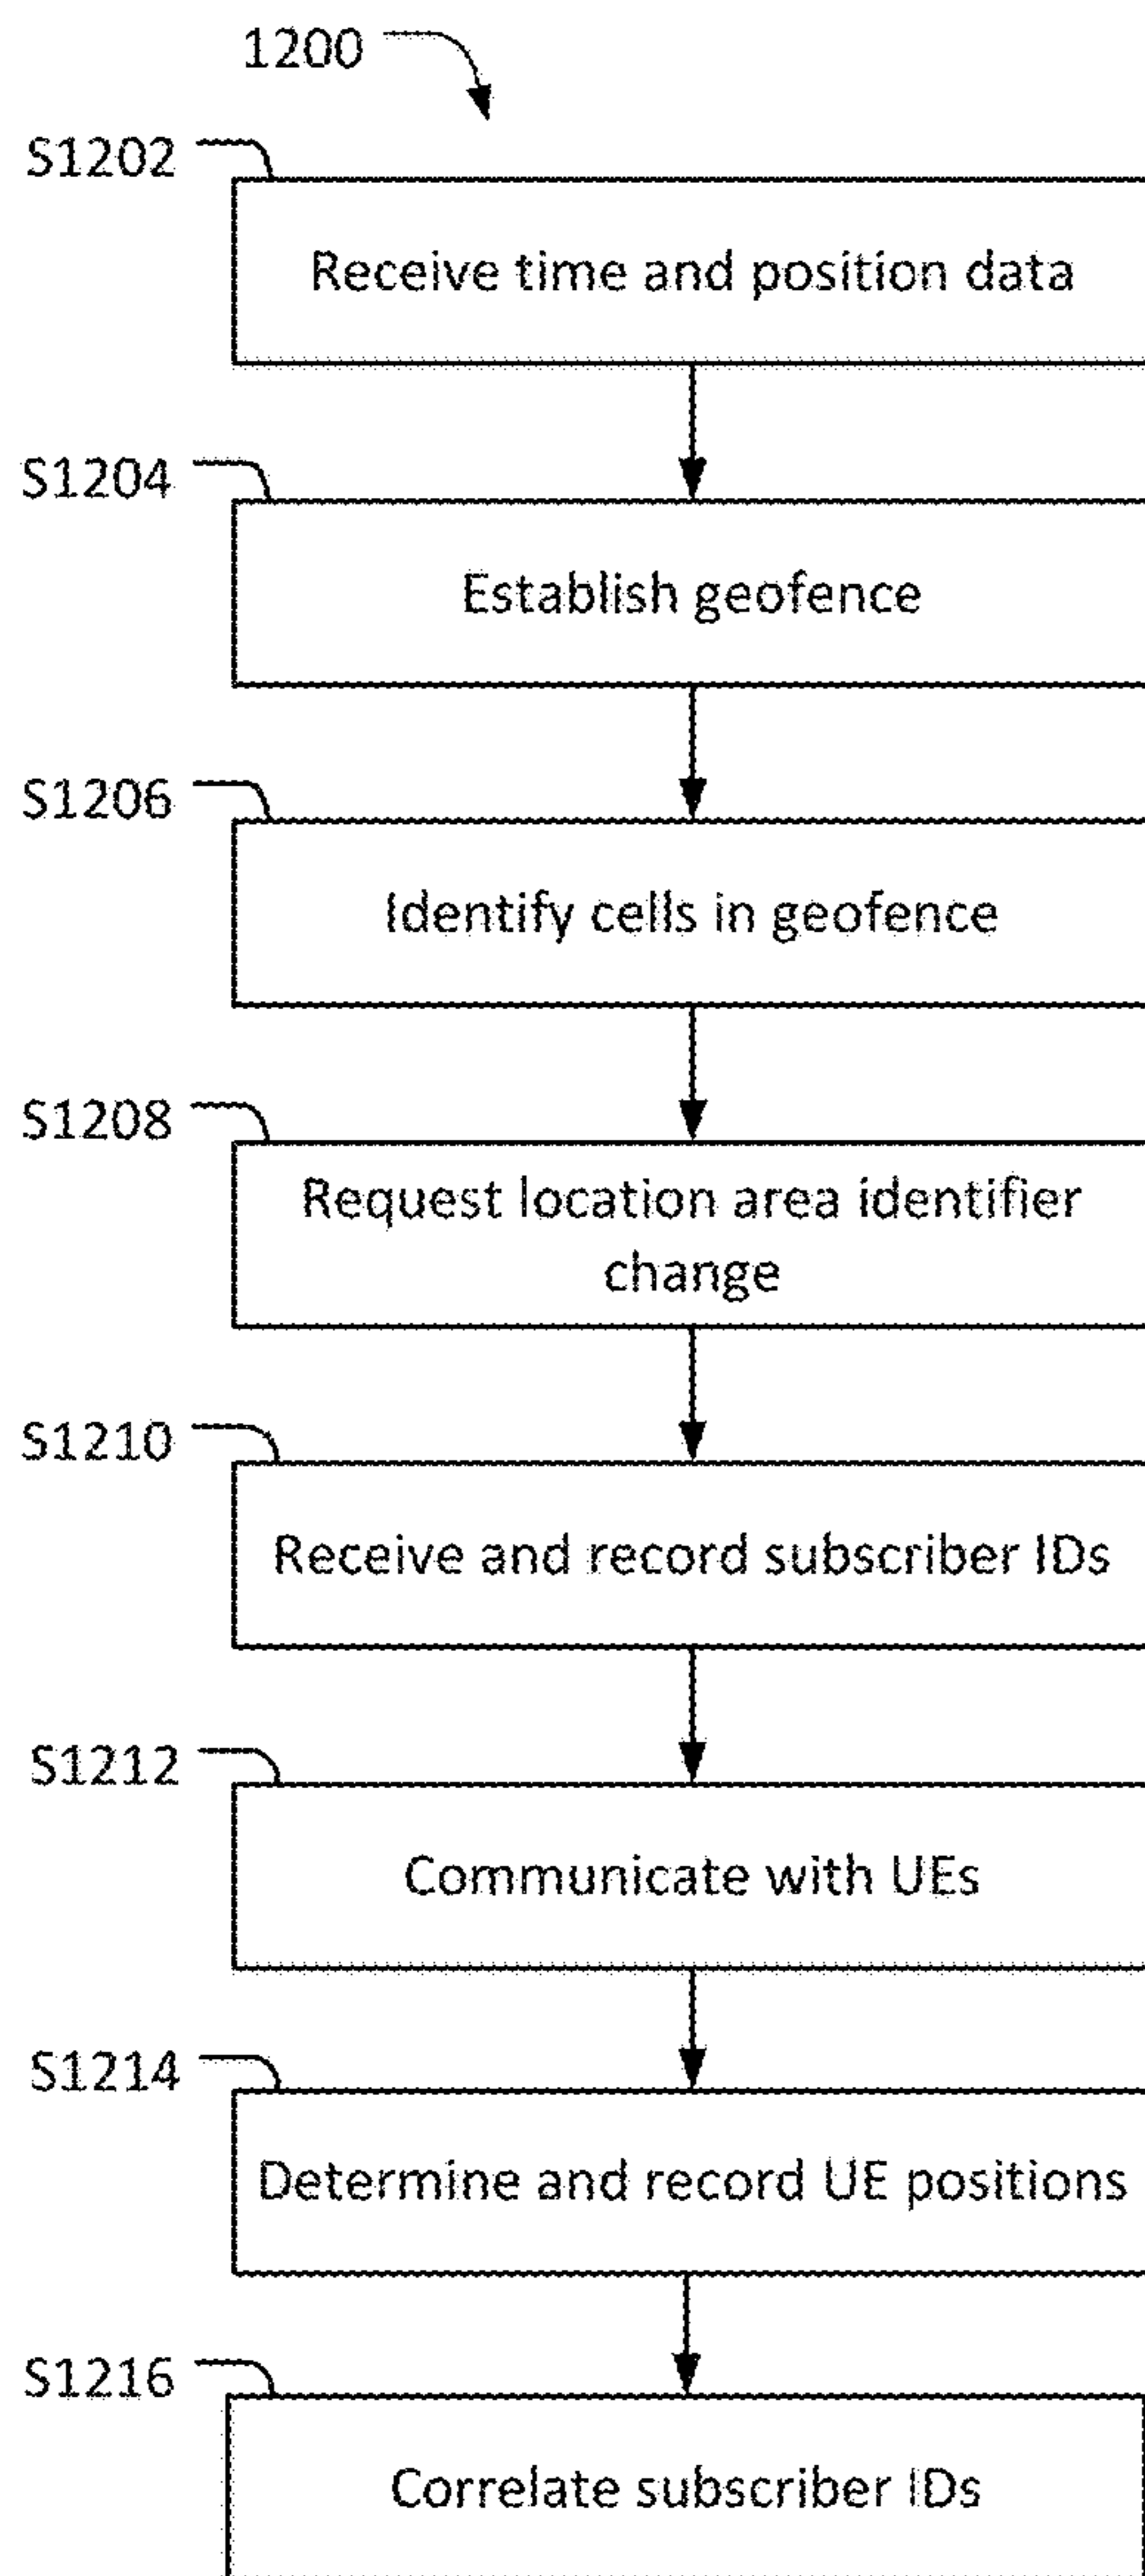 1200
S1202
Receive time and position data
S1204
Establish geofence
S1206
Identify cells in geofence
S1208
Request location area identifier
change
S1210
Receive and record subscriber IDs
S1212
Communicate with UEs
S1214
Determine and record UE positions
S1216
Correlate subscriber IDs